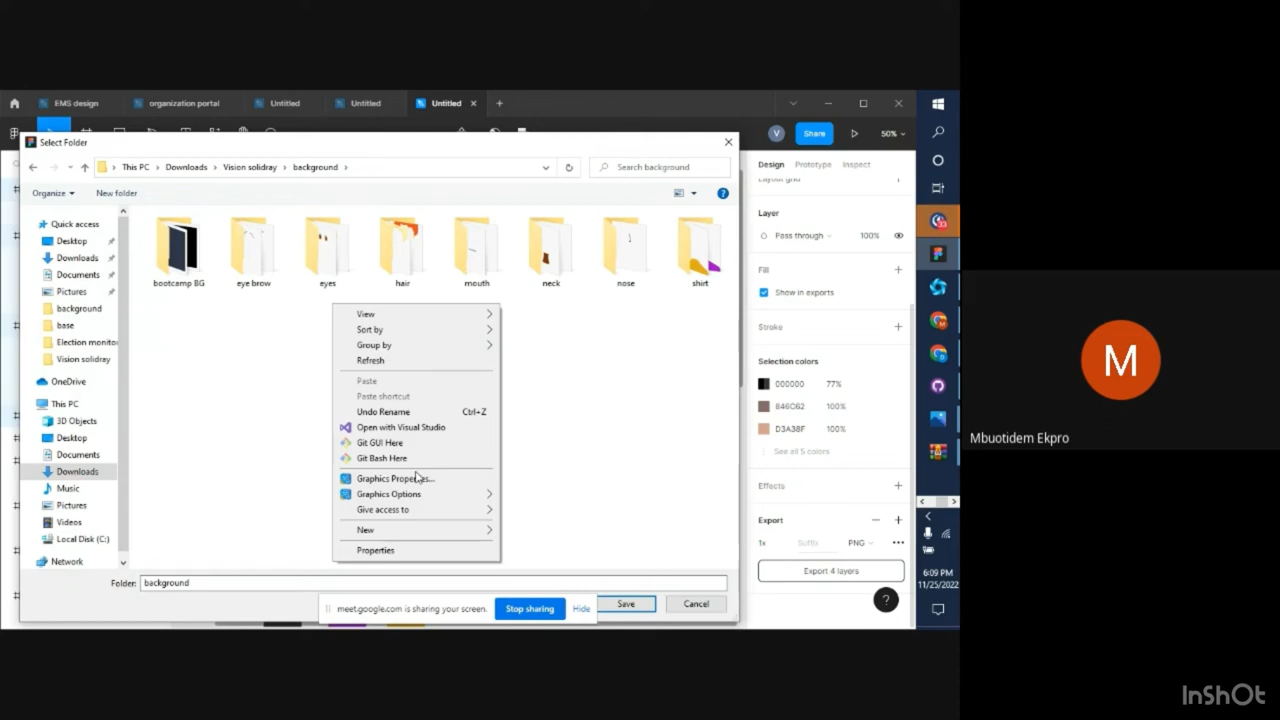 EMS design
organization portal
Untitled
Untitled
Untitled
Select Folder
V
Share
50%
This PC > Downloads > Vision solidray > background >
Search background
Design
Prototype
Inspect
Layout grid
Organize
New folder
Quick access
Desktop
Downloads
Documents
Pictures
background
base
Election monito
Vision solidray
OneDrive
This PC
3D Objects
Desktop
Documents
Downloads
Music
Pictures
Videos
Local Disk (C:)
Network
bootcamp BG
eye brow
eyes
hair
mouth
neck
nose
shirt
View
Sort by
Group by
Refresh
Paste
Paste shortcut
Undo Rename Ctrl+Z
Open with Visual Studio
Git GUI Here
Git Bash Here
Graphics Properties...
Graphics Options
Give access to
New
Properties
Folder: background
meet.google.com is sharing your screen.
Stop sharing
Hide
Save
Cancel
Layer
Pass through
100%
Fill
Show in exports
Stroke
Selection colors
000000 77%
846C62 100%
D3A38F 100%
See all 5 colors
Effects
Export
1x
Suffix
PNG
Export 4 layers
?
6:09 PM
11/25/2022
M
Mbuotidem Ekpro
InShOt